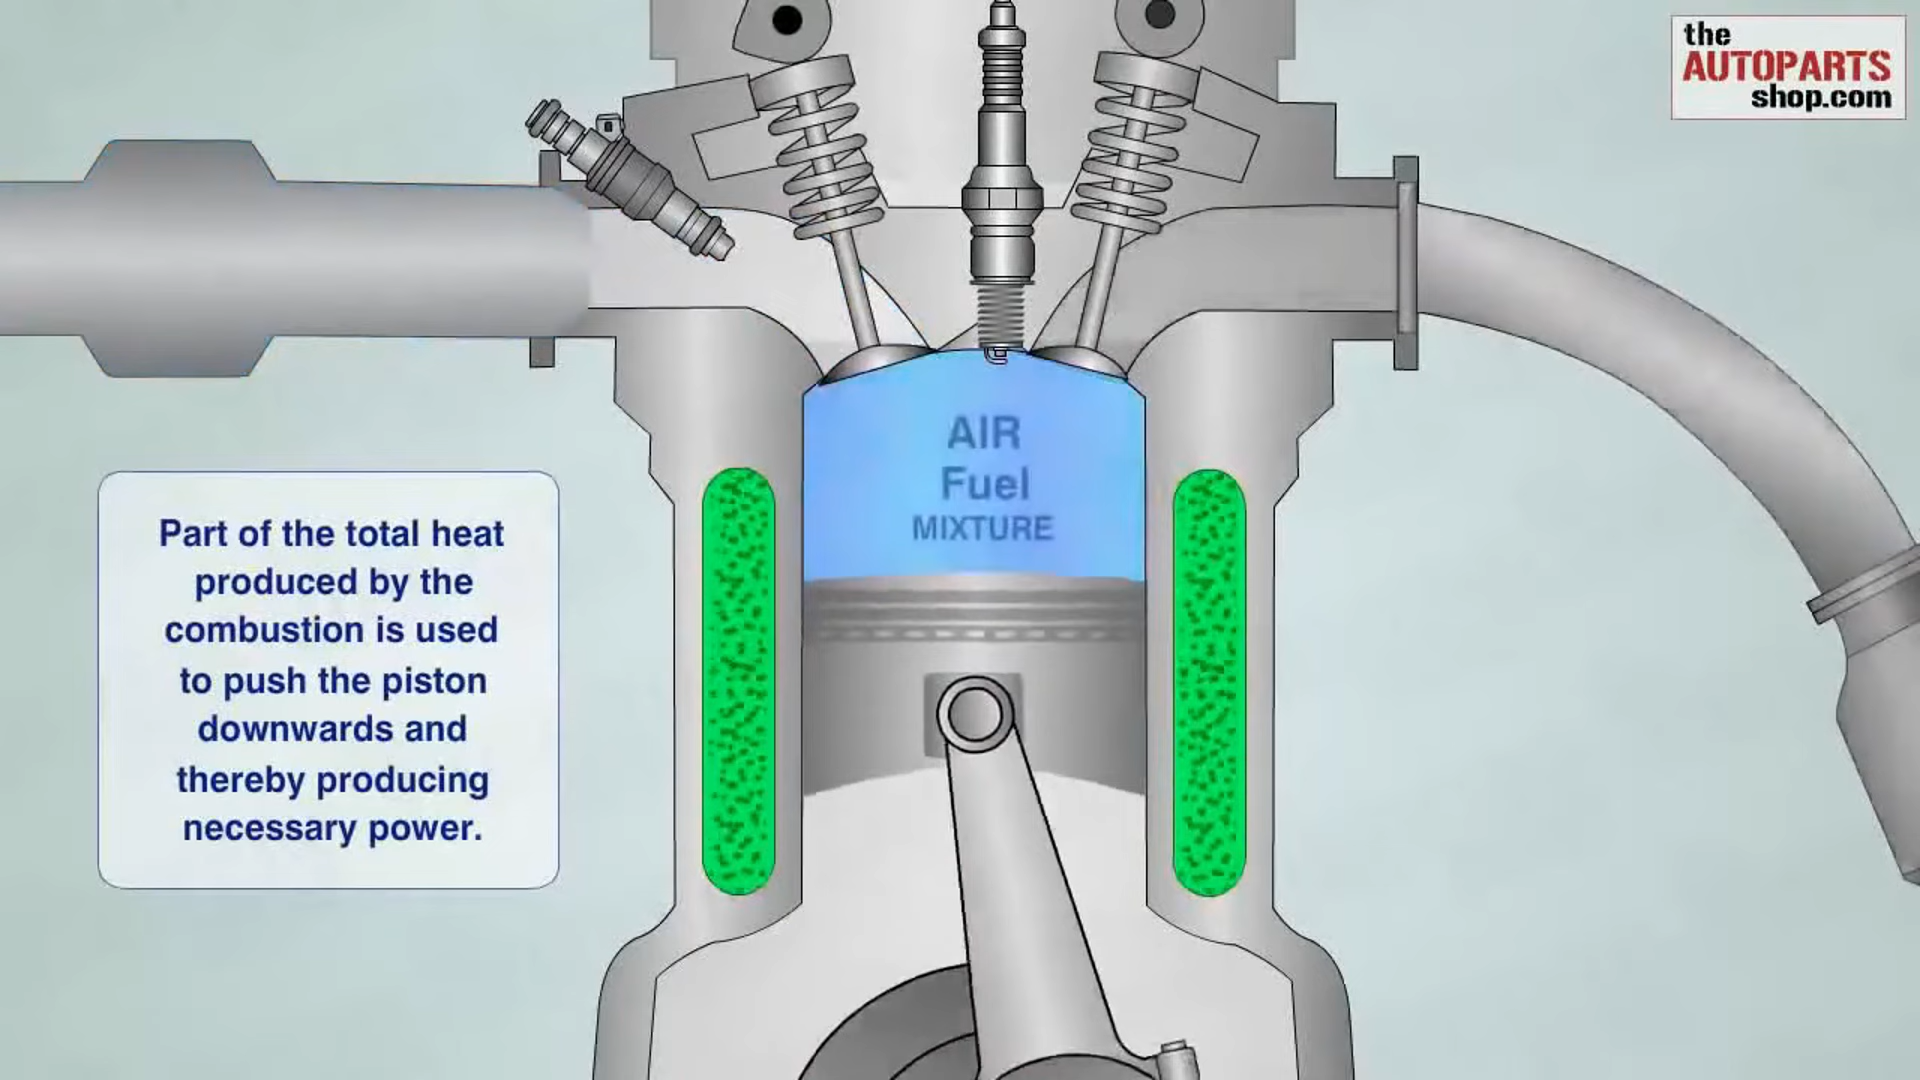 the
AUTOPARTS
shop.com
AIR
Fuel
MIXTURE
Part of the total heat
produced by the
combustion is used
to push the piston
downwards and
thereby producing
necessary power.